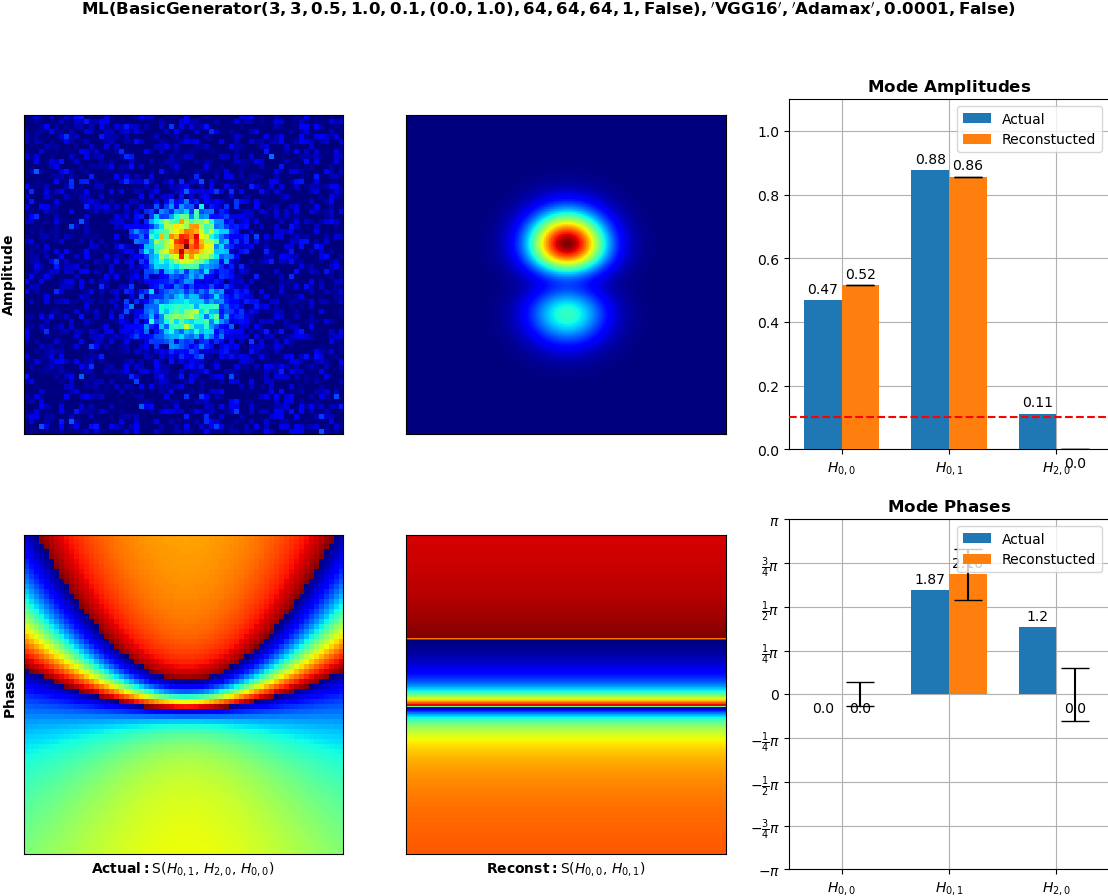 ML(BasicGenerator(3, 3, 0.5, 1.0, 0.1, (0.0, 1.0), 64, 64, 64, 1, False), ′VGG16′, ′Adamax′, 0.0001, False)
Mode Amplitudes
Amplitude
Actual
Reconstucted
1.0
0.8
0.6
0.4
0.2
0.0
0.47
0.52
0.88
0.86
0.11
0.0
H0,0
H0,1
H2,0
Mode Phases
Phase
Actual
Reconstucted
π
3/4π
1/2π
1/4π
0
−1/4π
−1/2π
−3/4π
−π
0.0
0.0
1.87
1.2
0.0
H0,0
H0,1
H2,0
Actual: S(H0,1, H2,0, H0,0)
Reconst: S(H0,0, H0,1)